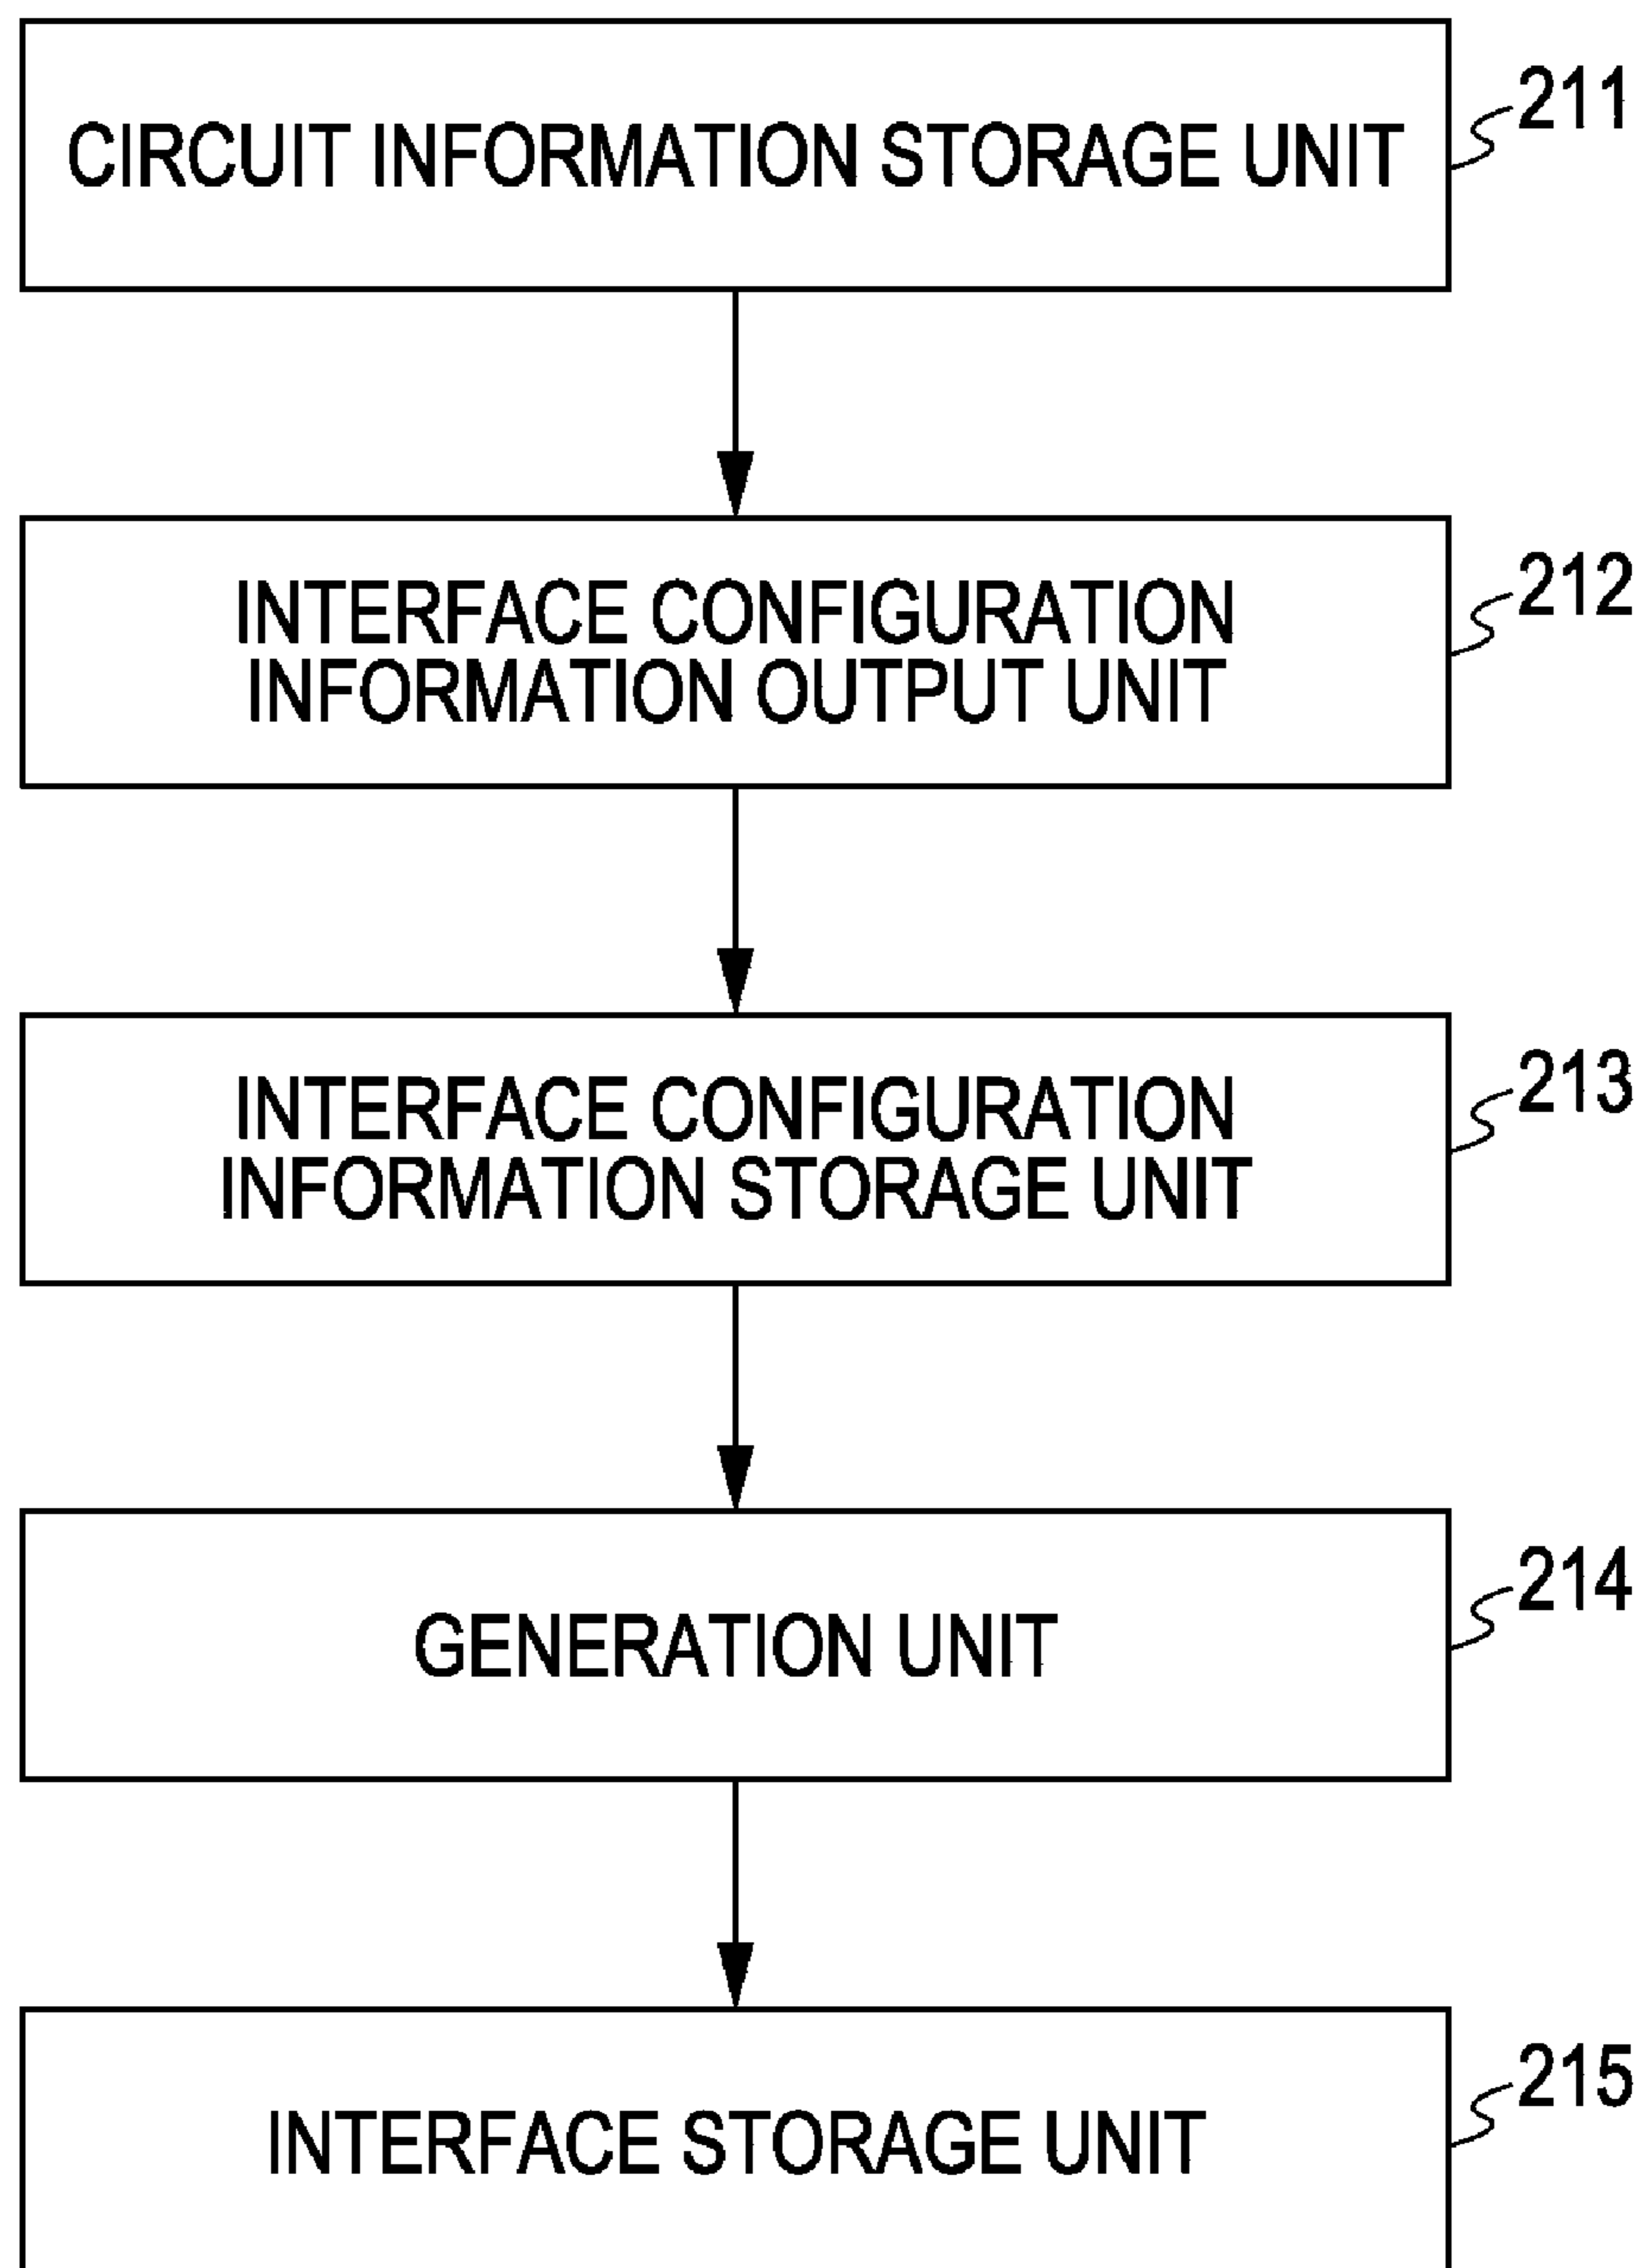 CIRCUIT INFORMATION STORAGE UNIT
211
INTERFACE CONFIGURATION
INFORMATION OUTPUT UNIT
212
INTERFACE CONFIGURATION
INFORMATION STORAGE UNIT
213
GENERATION UNIT
214
INTERFACE STORAGE UNIT
215